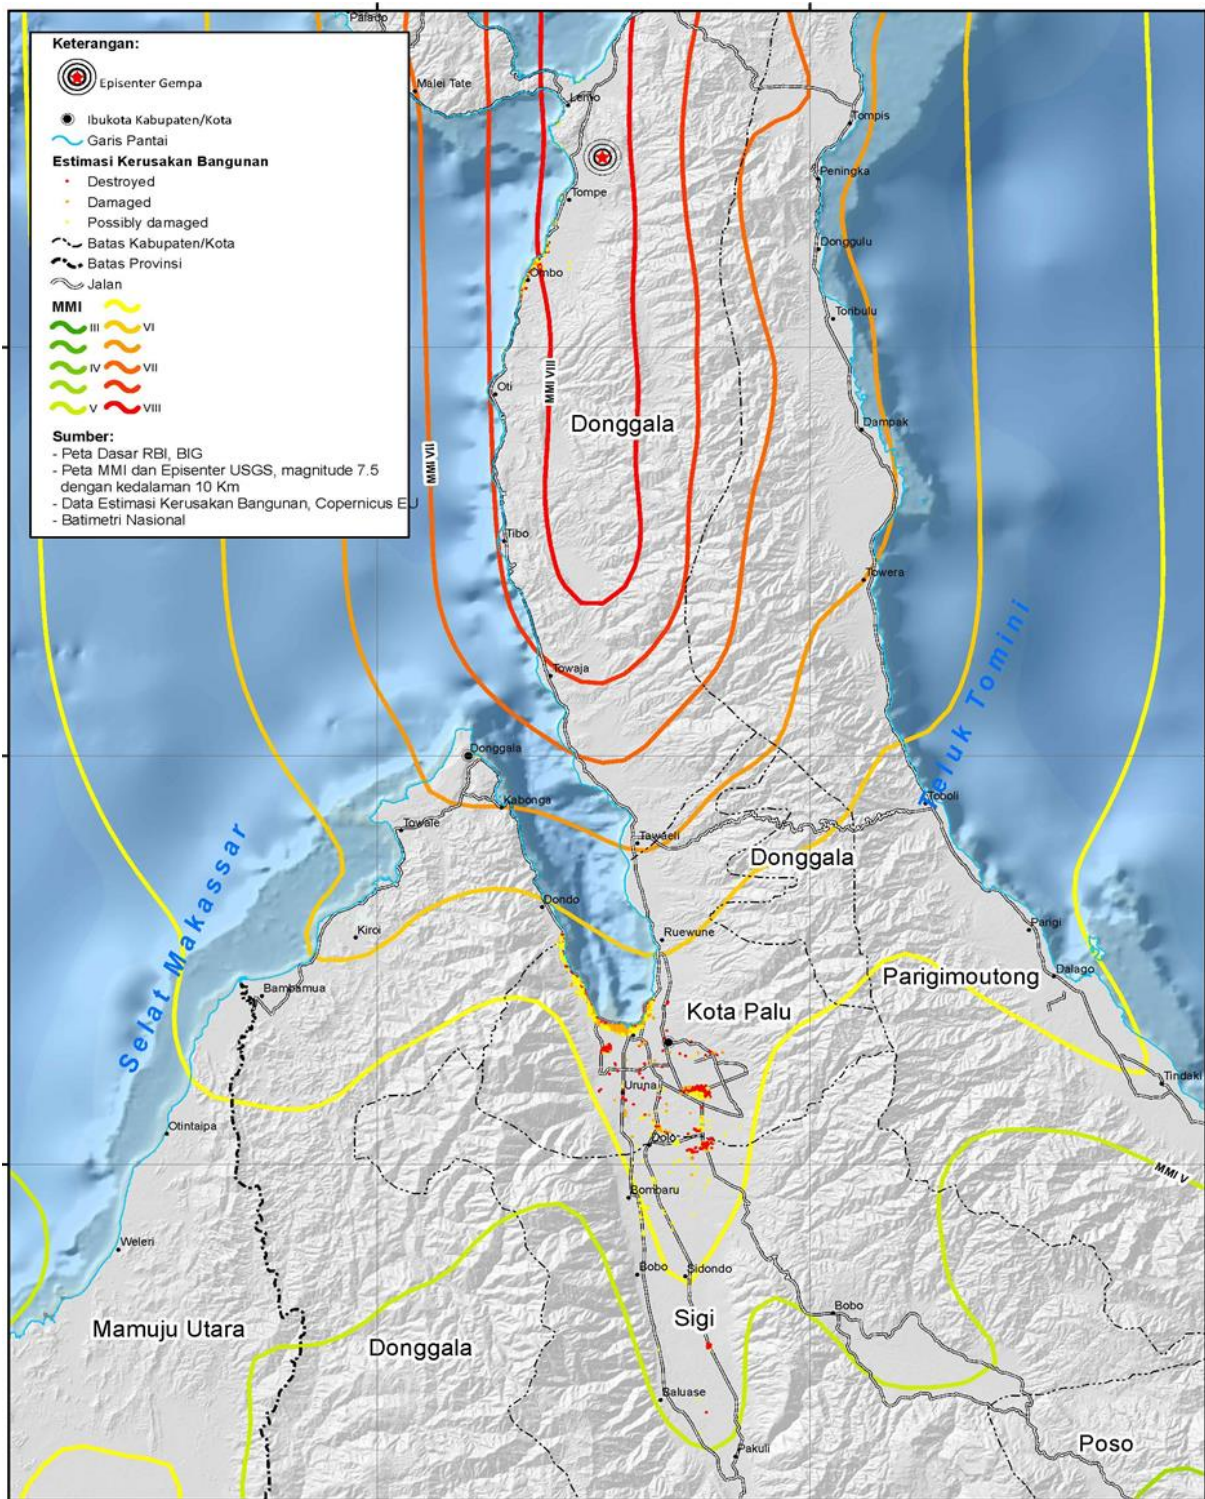 Palado
Keterangan:
Episenter Gempa
Ibukota Kabupaten/Kota
Garis Pantai
Estimasi Kerusakan Bangunan
Destroyed
Damaged
Possibly damaged
Batas Kabupaten/Kota
Batas Provinsi
Jalan
MMI
III
VI
IV
VII
V
VIII
Sumber:
- Peta Dasar RBI, BIG
- Peta MMI dan Episenter USGS, magnitude 7.5
dengan kedalaman 10 Km
- Data Estimasi Kerusakan Bangunan, Copernicus EU
- Batimetri Nasional
Malei Tate
Lemo
Tompis
Peningka
Tompe
Donggulu
Ombo
Toribulu
MMI VIII
Oti
Donggala
Dampak
MMI VII
Tibo
Towera
Towaja
Teluk Tomini
Donggala
Kabonga
Toboli
Towale
Tawaeli
Donggala
Selat Makassar
Dondo
Kiroi
Ruewune
Parigi
Dalago
Parigimoutong
Bambamua
Kota Palu
Tindaki
Uruna
Otintaipa
Dolo
MMI V
Bombaru
Weleri
Bobo
Sidondo
Bobo
Mamuju Utara
Sigi
Donggala
Baluase
Pakuli
Poso